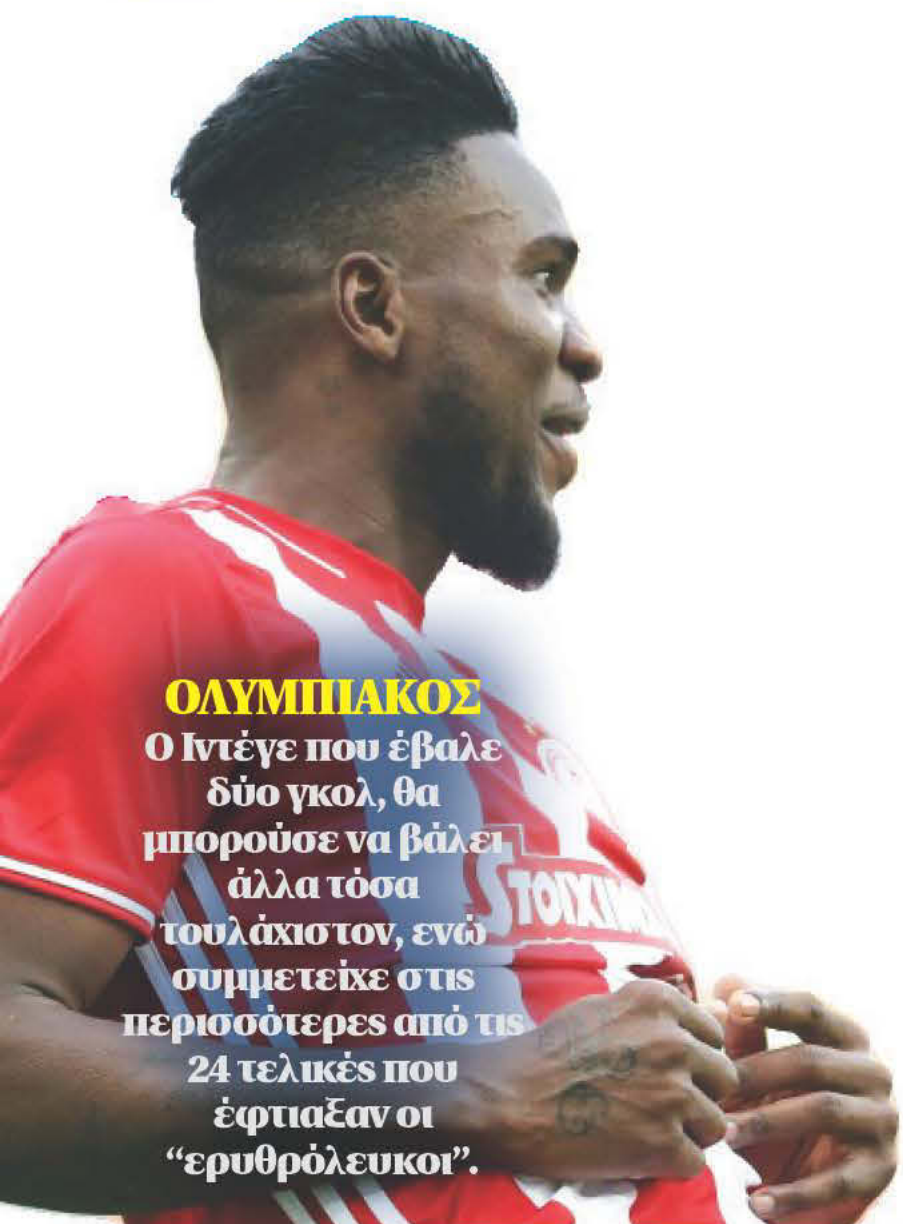 ΟΛΥΜΠΙΑΚΟΣ
Ο Ιντέγε που έβαλε
δύο γκολ, θα
μπορούσε να βάλει
άλλα τόσα
τουλάχιστον, ενώ
συμμετείχε στις
περισσότερες από τις
24 τελικές που
έφτιαξαν οι
“ερυθρόλευκοι”.